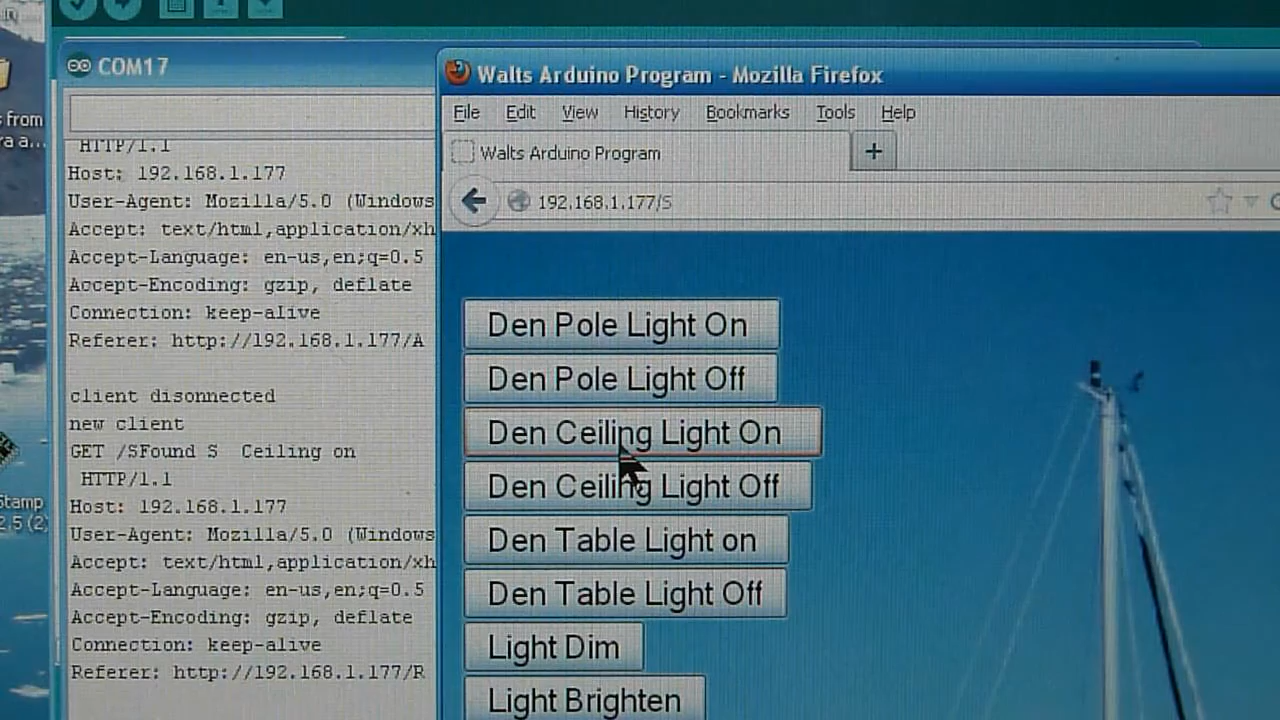 from
ra a...
Stamp
2.5 (2)
COM17
HTTP/1.1
Host: 192.168.1.177
User-Agent: Mozilla/5.0 (Windows
Accept: text/html,application/xh
Accept-Language: en-us,en;q=0.5
Accept-Encoding: gzip, deflate
Connection: keep-alive
Referer: http://192.168.1.177/A
client disonnected
new client
GET /SFound S Ceiling on
HTTP/1.1
Host: 192.168.1.177
User-Agent: Mozilla/5.0 (Windows
Accept: text/html,application/xh
Accept-Language: en-us,en;q=0.5
Accept-Encoding: gzip, deflate
Connection: keep-alive
Referer: http://192.168.1.177/R
Walts Arduino Program - Mozilla Firefox
File Edit View History Bookmarks Tools Help
Walts Arduino Program
192.168.1.177/S
Den Pole Light On
Den Pole Light Off
Den Ceiling Light On
Den Ceiling Light Off
Den Table Light on
Den Table Light Off
Light Dim
Light Brighten